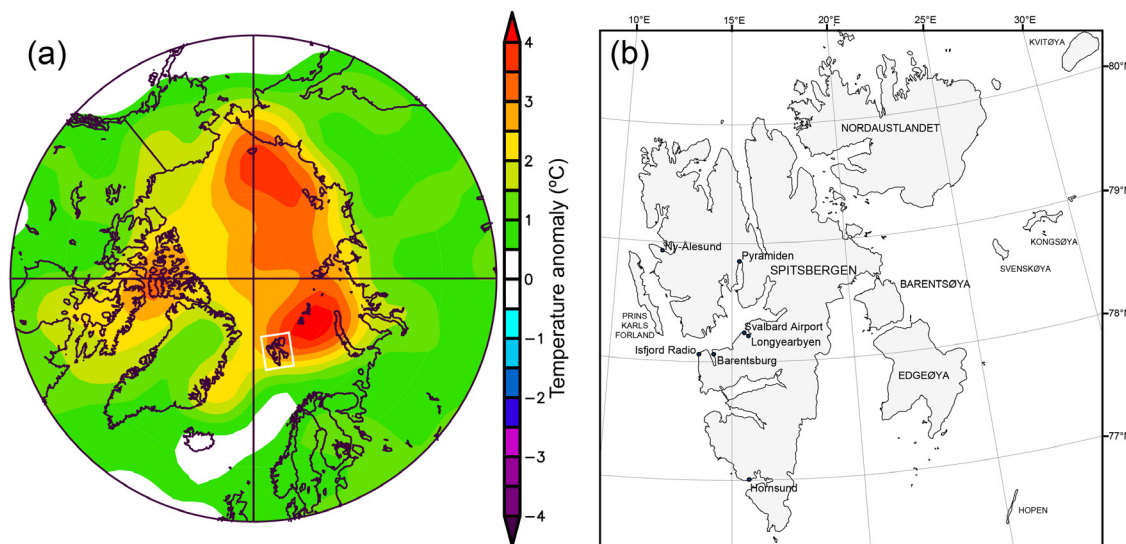 (a)
4
3
2
1
0
−1
−2
−3
−4
Temperature anomaly (ºC)
(b)
10°E
15°E
20°E
25°E
30°E
80°N
79°N
78°N
77°N
KVITØYA
NORDAUSTLANDET
Ny-Ålesund
Pyramiden
SPITSBERGEN
KONGSØYA
SVENSKØYA
BARENTSØYA
PRINS
KARLS
FORLAND
Svalbard Airport
Longyearbyen
Isfjord Radio
Barentsburg
EDGEØYA
Hornsund
HOPEN